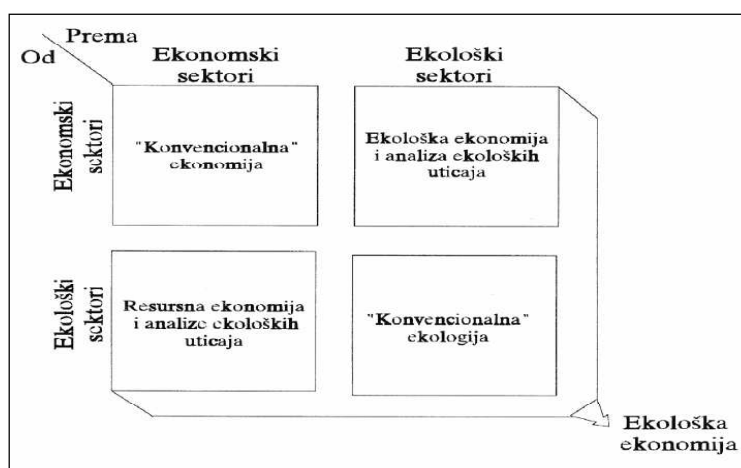 Prema
Od
Ekonomski
sektori
Ekološki
sektori
Ekonomski
sektori
"Konvencionalna"
ekonomija
Ekološka ekonomija
i analiza ekoloških
uticaja
Ekološki
sektori
Resursna ekonomija
i analize ekoloških
uticaja
"Konvencionalna"
ekologija
Ekološka
ekonomija